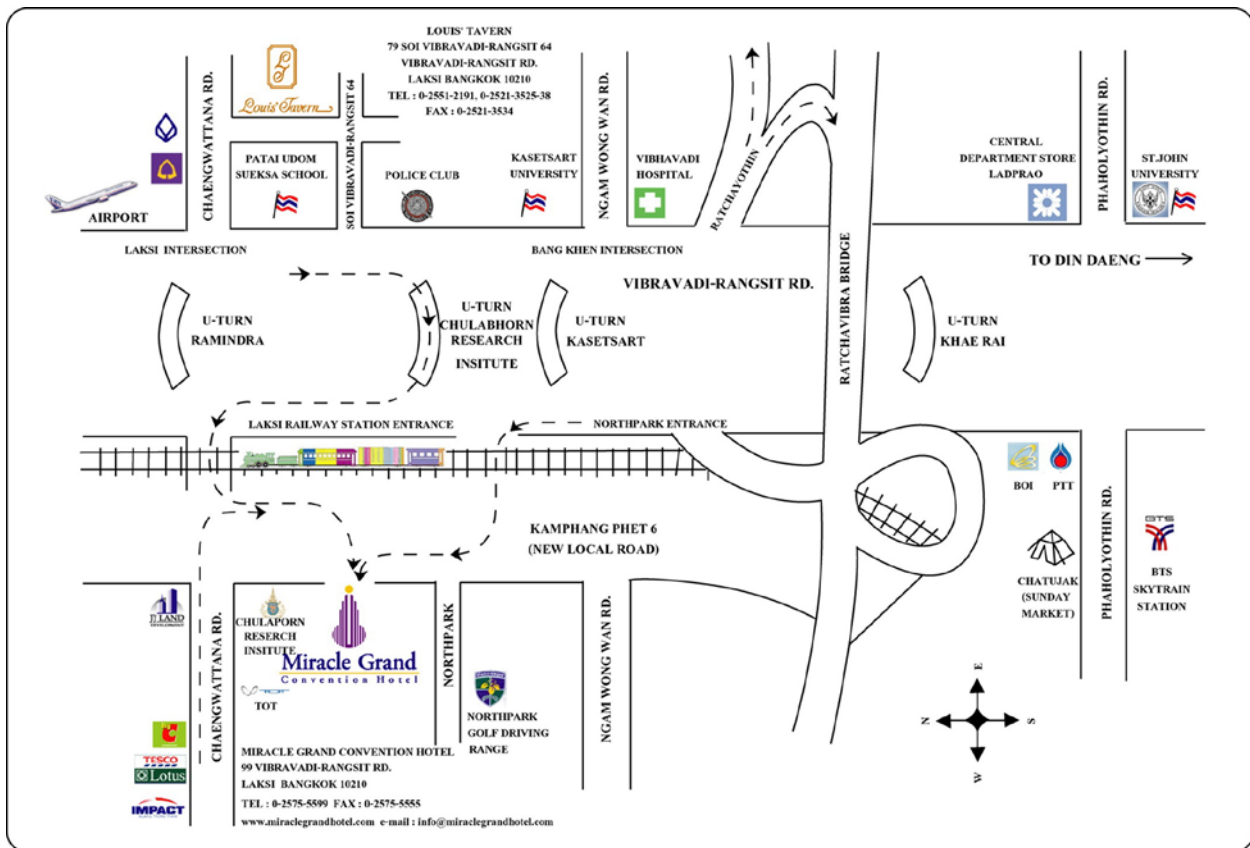 LOUIS' TAVERN
79 SOI VIBRAVADI-RANGSIT 64
VIBRAVADI-RANGSIT RD.
LAKSI BANGKOK 10210
TEL : 0-2551-2191, 0-2521-3525-38
FAX : 0-2521-3534
CHAENGWATTANA RD.
Louis' Tavern
SOI VIBRAVADI-RANGSIT 64
NGAM WONG WAN RD.
PHAHOLYOTHIN RD.
AIRPORT
PATAI UDOM
SUEKSA SCHOOL
POLICE CLUB
KASETSART
UNIVERSITY
VIBHAVADI
HOSPITAL
RATCHAYOTHIN
CENTRAL
DEPARTMENT STORE
LADPRAO
ST.JOHN
UNIVERSITY
LAKSI INTERSECTION
BANG KHEN INTERSECTION
VIBRAVADI-RANGSIT RD.
TO DIN DAENG
U-TURN
RAMINDRA
U-TURN
CHULABHORN
RESEARCH
INSITUTE
U-TURN
KASETSART
RATCHAVIBRA BRIDGE
U-TURN
KHAE RAI
LAKSI RAILWAY STATION ENTRANCE
NORTHPARK ENTRANCE
BOI
PTT
KAMPHANG PHET 6
(NEW LOCAL ROAD)
CHATUJAK
(SUNDAY
MARKET)
PHAHOLYOTHIN RD.
BTS
BTS
SKYTRAIN
STATION
JJ LAND
CHAENGWATTANA RD.
CHULAPORN
RESERCH
INSITUTE
Miracle Grand
Convention Hotel
TOT
NORTHPARK
NORTHPARK
GOLF DRIVING
RANGE
NGAM WONG WAN RD.
N
E
S
W
TESCO
Lotus
IMPACT
MIRACLE GRAND CONVENTION HOTEL
99 VIBRAVADI-RANGSIT RD.
LAKSI BANGKOK 10210
TEL : 0-2575-5599 FAX : 0-2575-5555
www.miraclegrandhotel.com e-mail : info@miraclegrandhotel.com